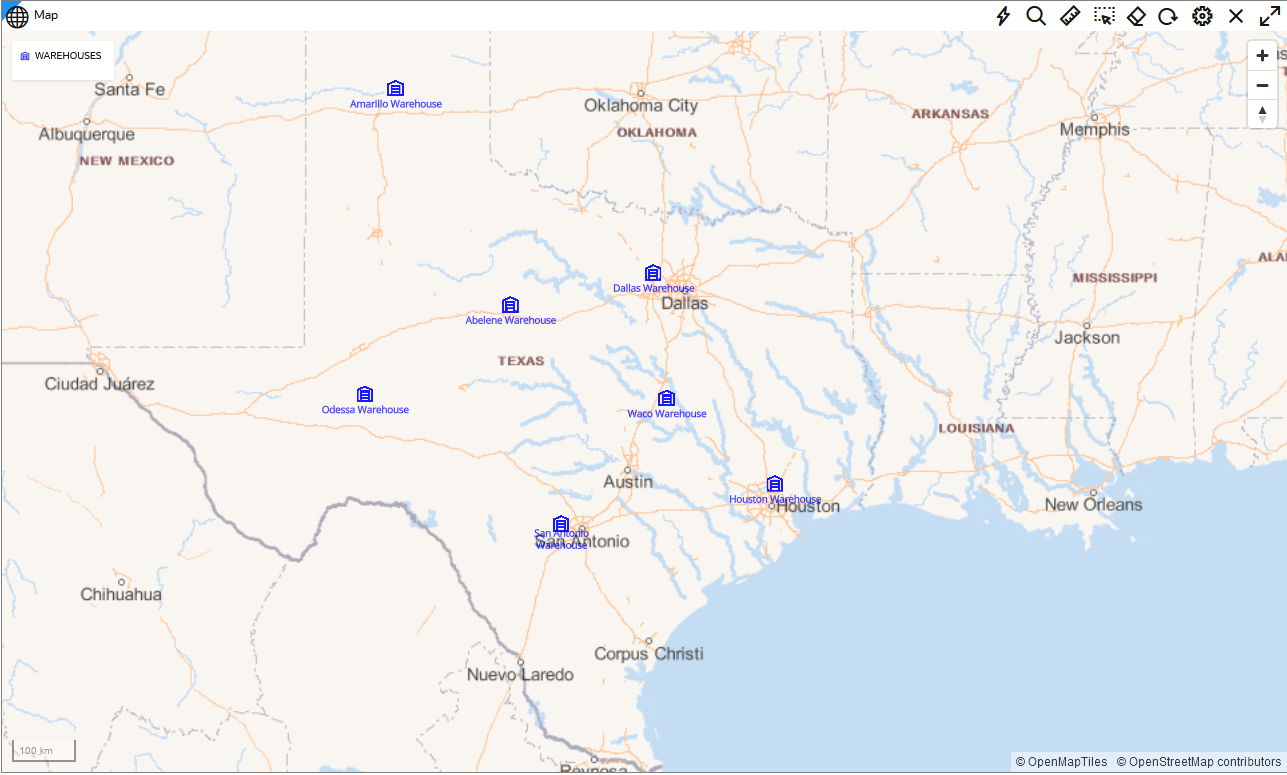 Map
WAREHOUSES
Santa Fe
Amarillo Warehouse
Oklahoma City
ARKANSAS
Memphis
Albuquerque
OKLAHOMA
NEW MEXICO
MISSISSIPPI
Dallas Warehouse
Dallas
Abelene Warehouse
Jackson
TEXAS
Ciudad Juárez
Odessa Warehouse
Waco Warehouse
LOUISIANA
Austin
Houston Warehouse
Houston
New Orleans
San Antonio
Warehouse
San Antonio
Chihuahua
Corpus Christi
Nuevo Laredo
100 km
Reynosa
© OpenMapTiles © OpenStreetMap contributors